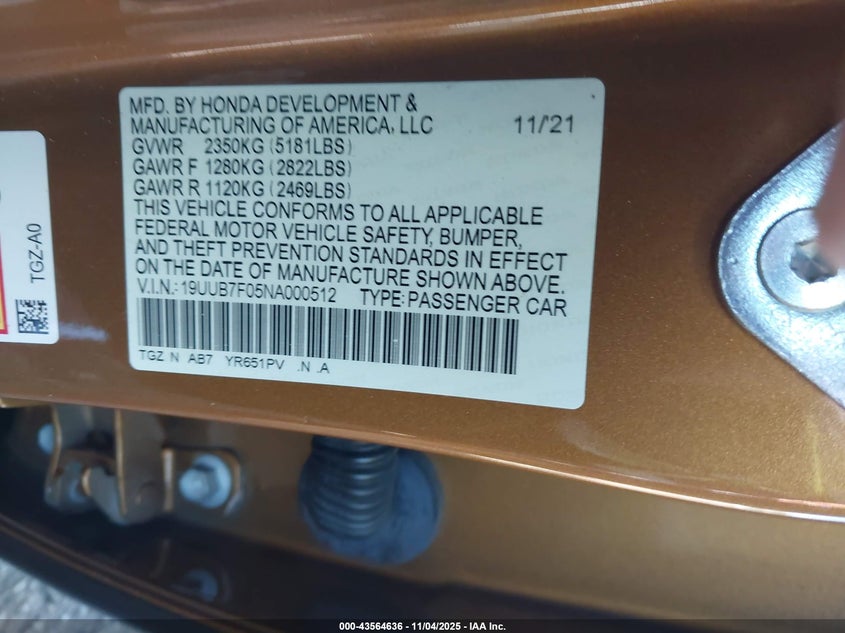 MFD. BY HONDA DEVELOPMENT &
MANUFACTURING OF AMERICA, LLC 11/'21
GVWR 2350KG (5181LBS)
GAWR F 1280KG (2822LBS)
GAWR R 1120KG (2469LBS)
THIS VEHICLE CONFORMS TO ALL APPLICABLE
FEDERAL MOTOR VEHICLE SAFETY, BUMPER,
AND THEFT PREVENTION STANDARDS IN EFFECT
ON THE DATE OF MANUFACTURE SHOWN ABOVE.
V.I.N.:19UUB7F05NA000512 TYPE:PASSENGER CAR
TGZ N AB7 YR651PV .N .A
TGZ-A0
000-43564636 - 11/04/2025 - IAA Inc.